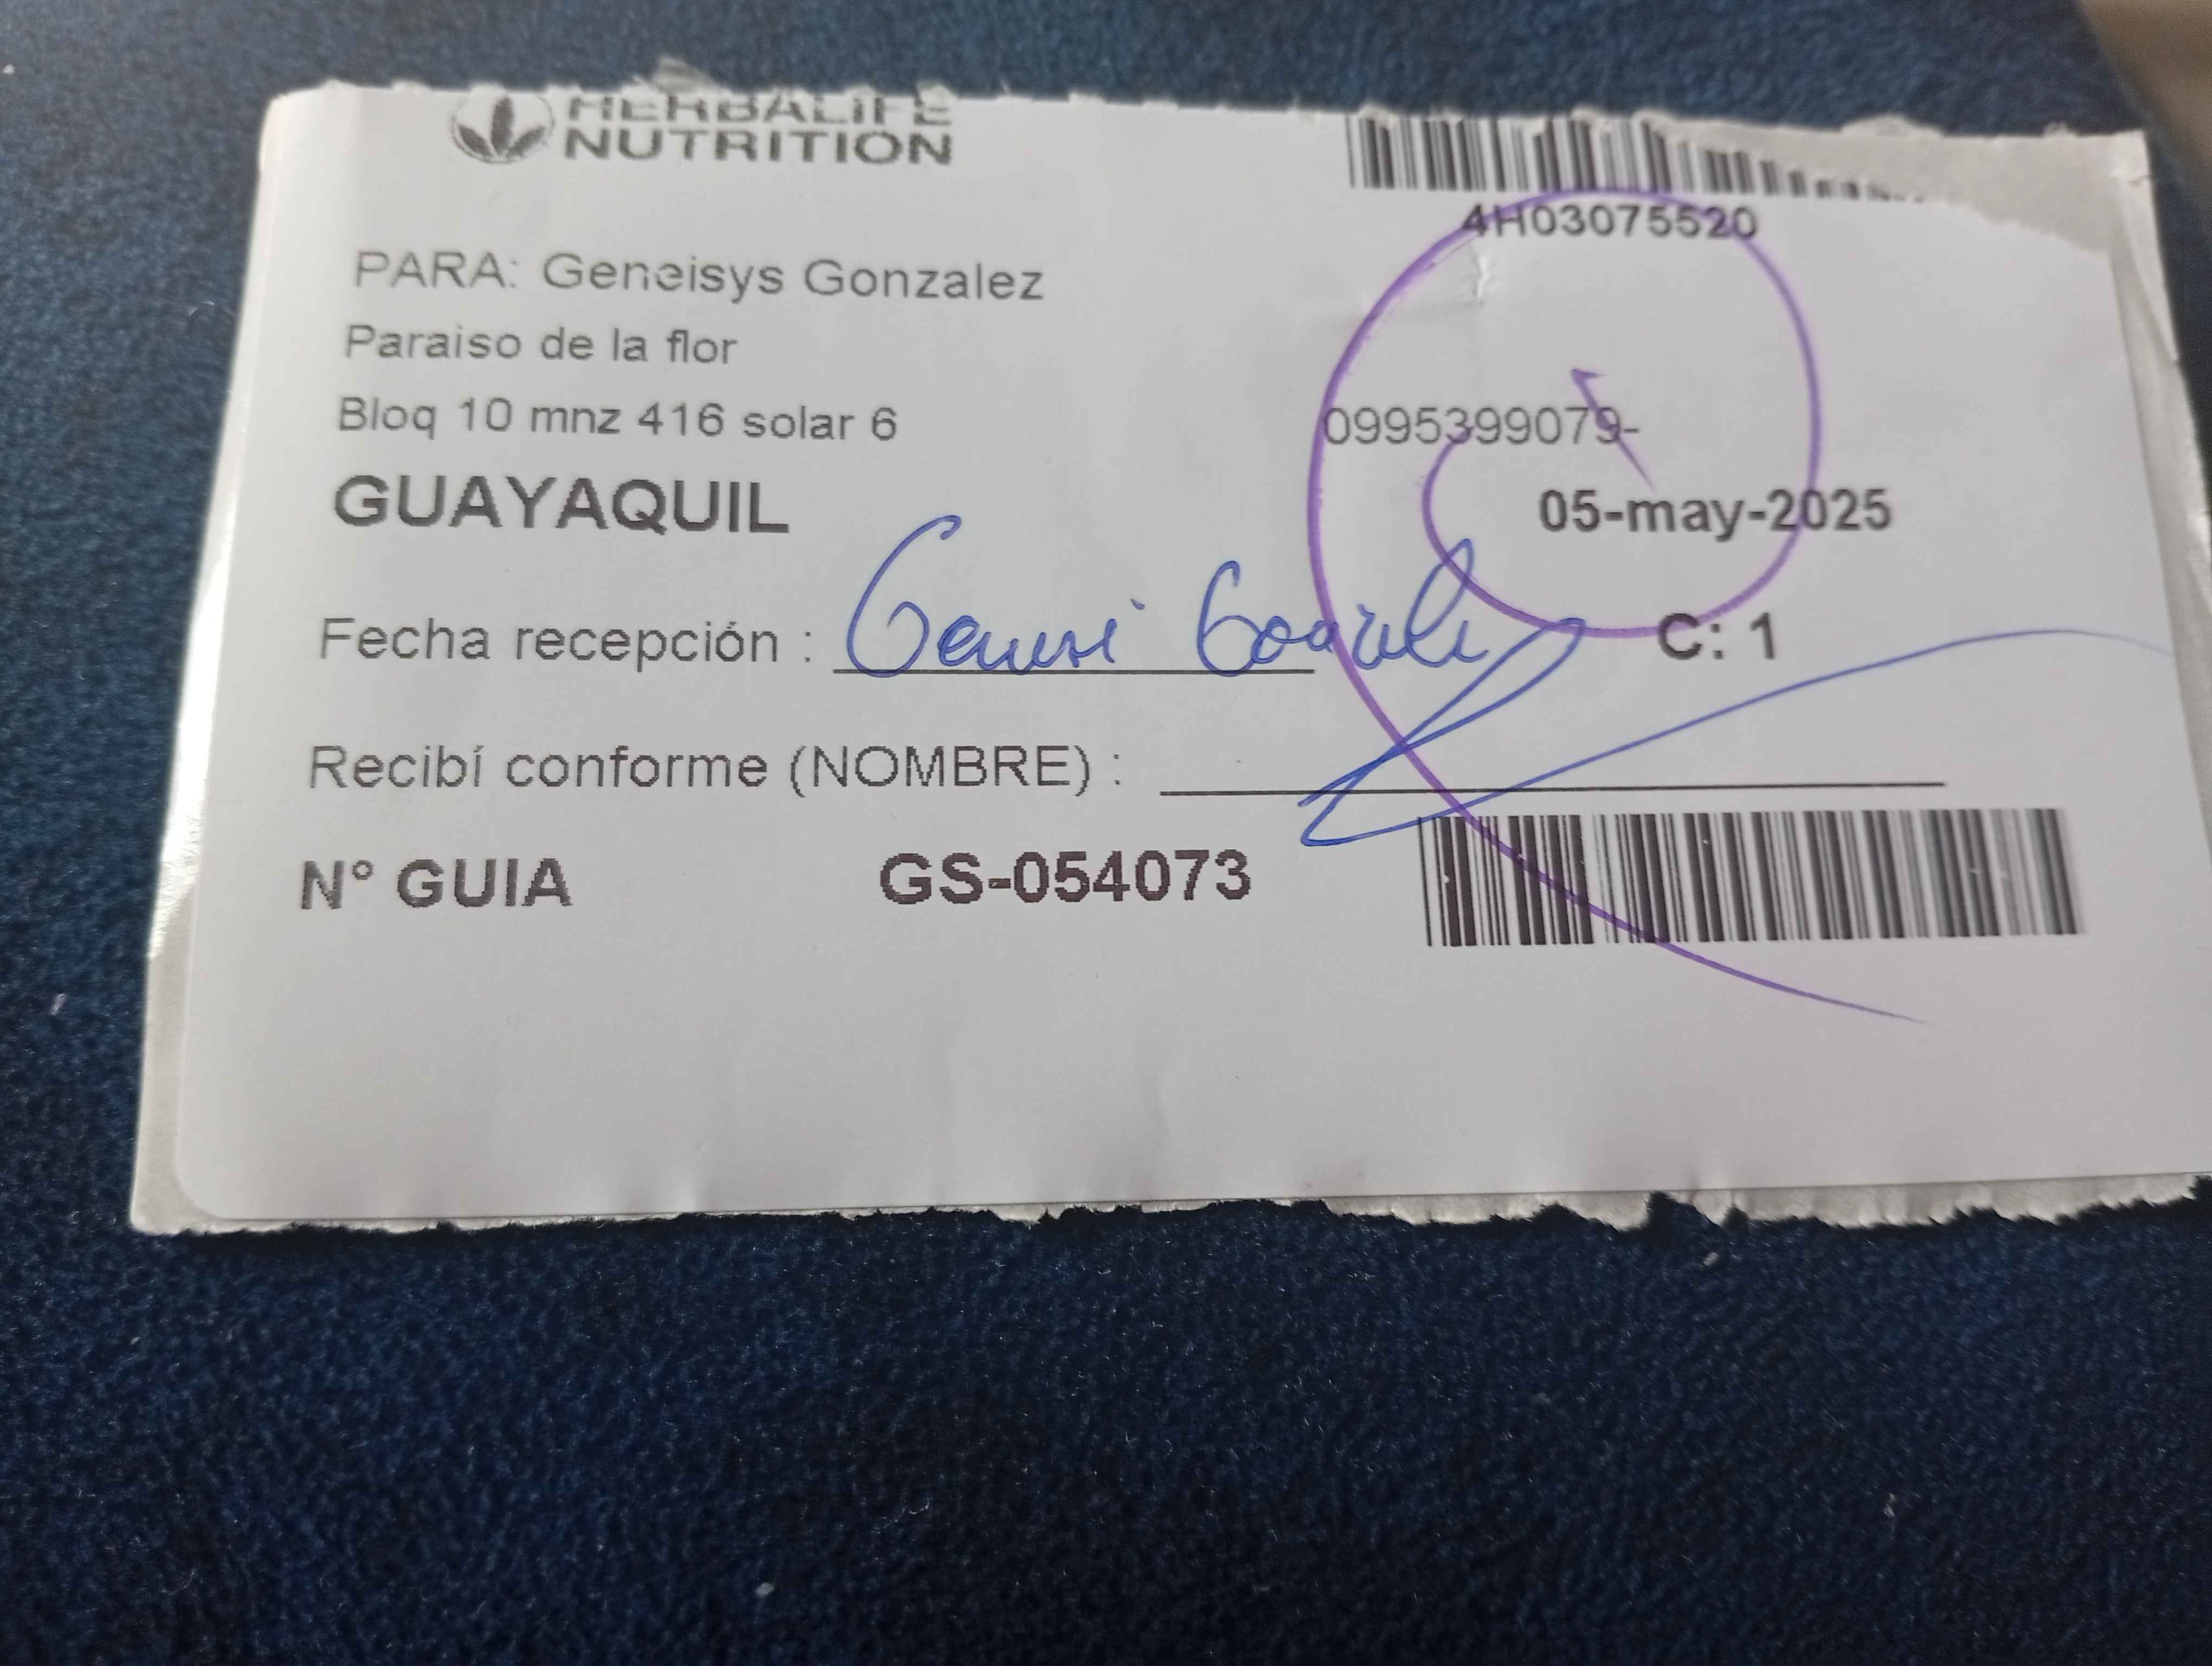 HERBALIFE
NUTRITION
4H03075520
PARA: Geneisys Gonzalez
Paraiso de la flor
Bloq 10 mnz 416 solar 6
0995399079-
GUAYAQUIL
05-may-2025
Fecha recepción :
C: 1
Recibí conforme (NOMBRE) :
N° GUIA GS-054073